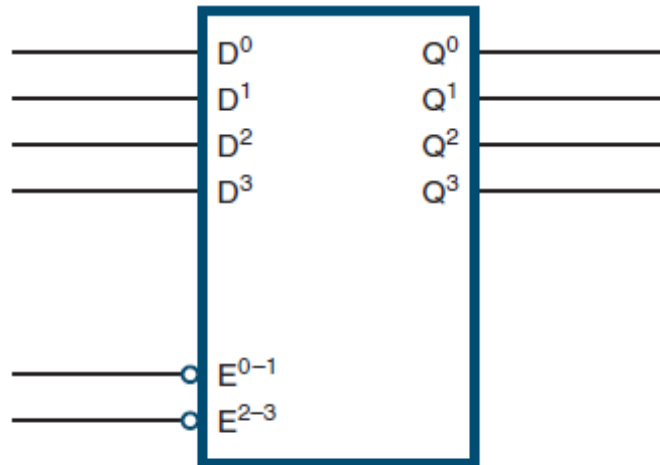 D⁰ Q⁰
D¹ Q¹
D² Q²
D³ Q³
E⁰⁻¹
E²⁻³